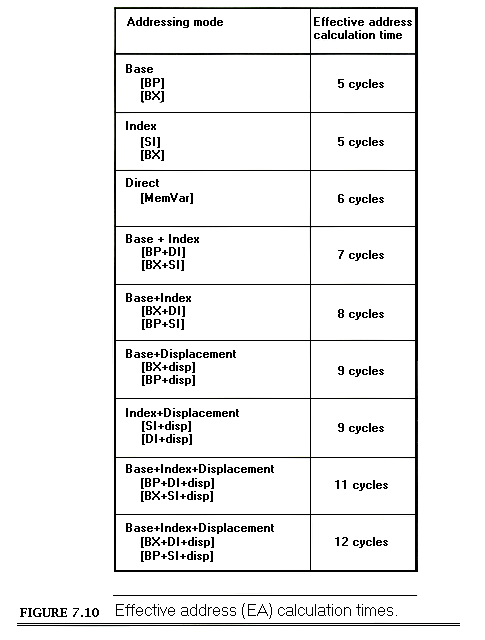 Addressing mode
Effective address
calculation time
Base
[BP]
[BX]
5 cycles
Index
[SI]
[BX]
5 cycles
Direct
[MemVar]
6 cycles
Base + Index
[BP+DI]
[BX+SI]
7 cycles
Base+Index
[BX+DI]
[BP+SI]
8 cycles
Base+Displacement
[BX+disp]
[BP+disp]
9 cycles
Index+Displacement
[SI+disp]
[DI+disp]
9 cycles
Base+Index+Displacement
[BP+DI+disp]
[BX+SI+disp]
11 cycles
Base+Index+Displacement
[BX+DI+disp]
[BP+SI+disp]
12 cycles
FIGURE 7.10 Effective address (EA) calculation times.